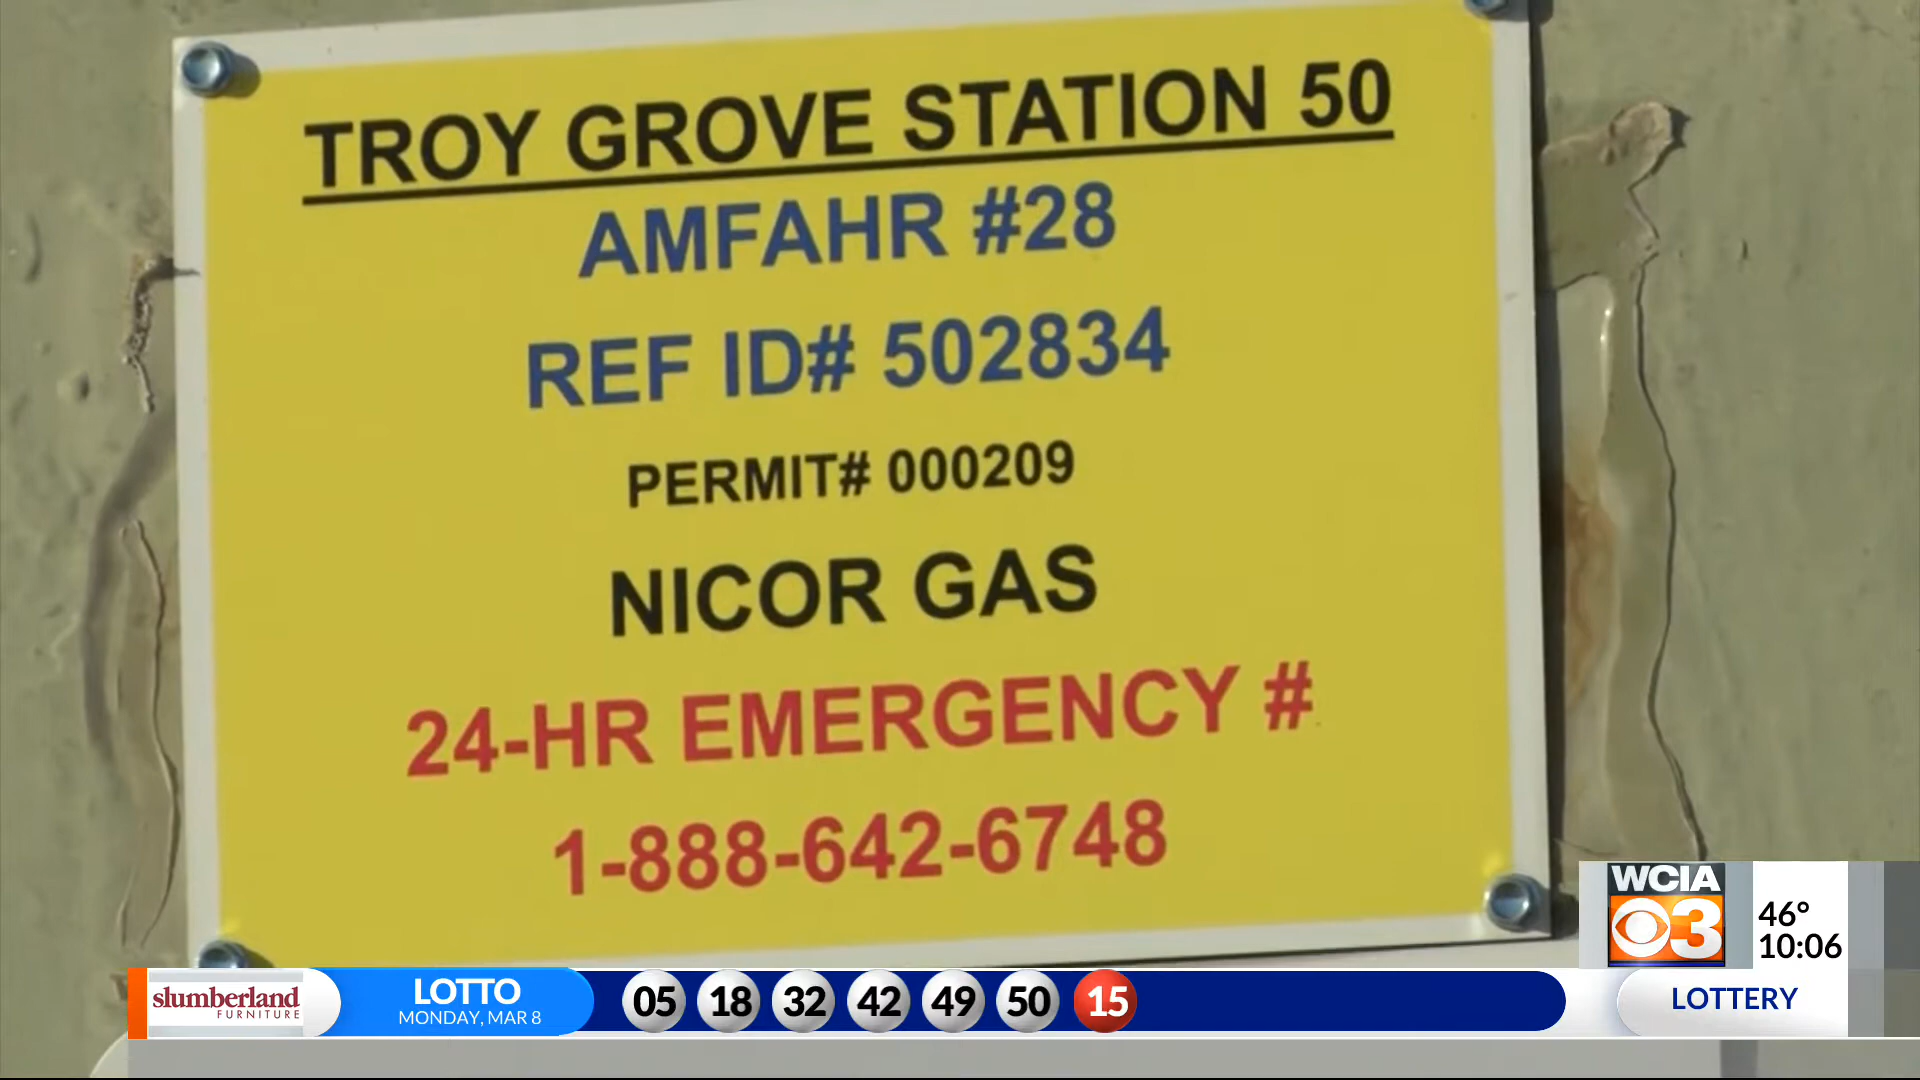 TROY GROVE STATION 50
AMFAHR #28
REF ID# 502834
PERMIT# 000209
NICOR GAS
24-HR EMERGENCY #
1-888-642-6748
WCIA
3
46°
10:06
slumberland
FURNITURE
LOTTO
MONDAY, MAR 8
05 18 32 42 49 50 15
LOTTERY